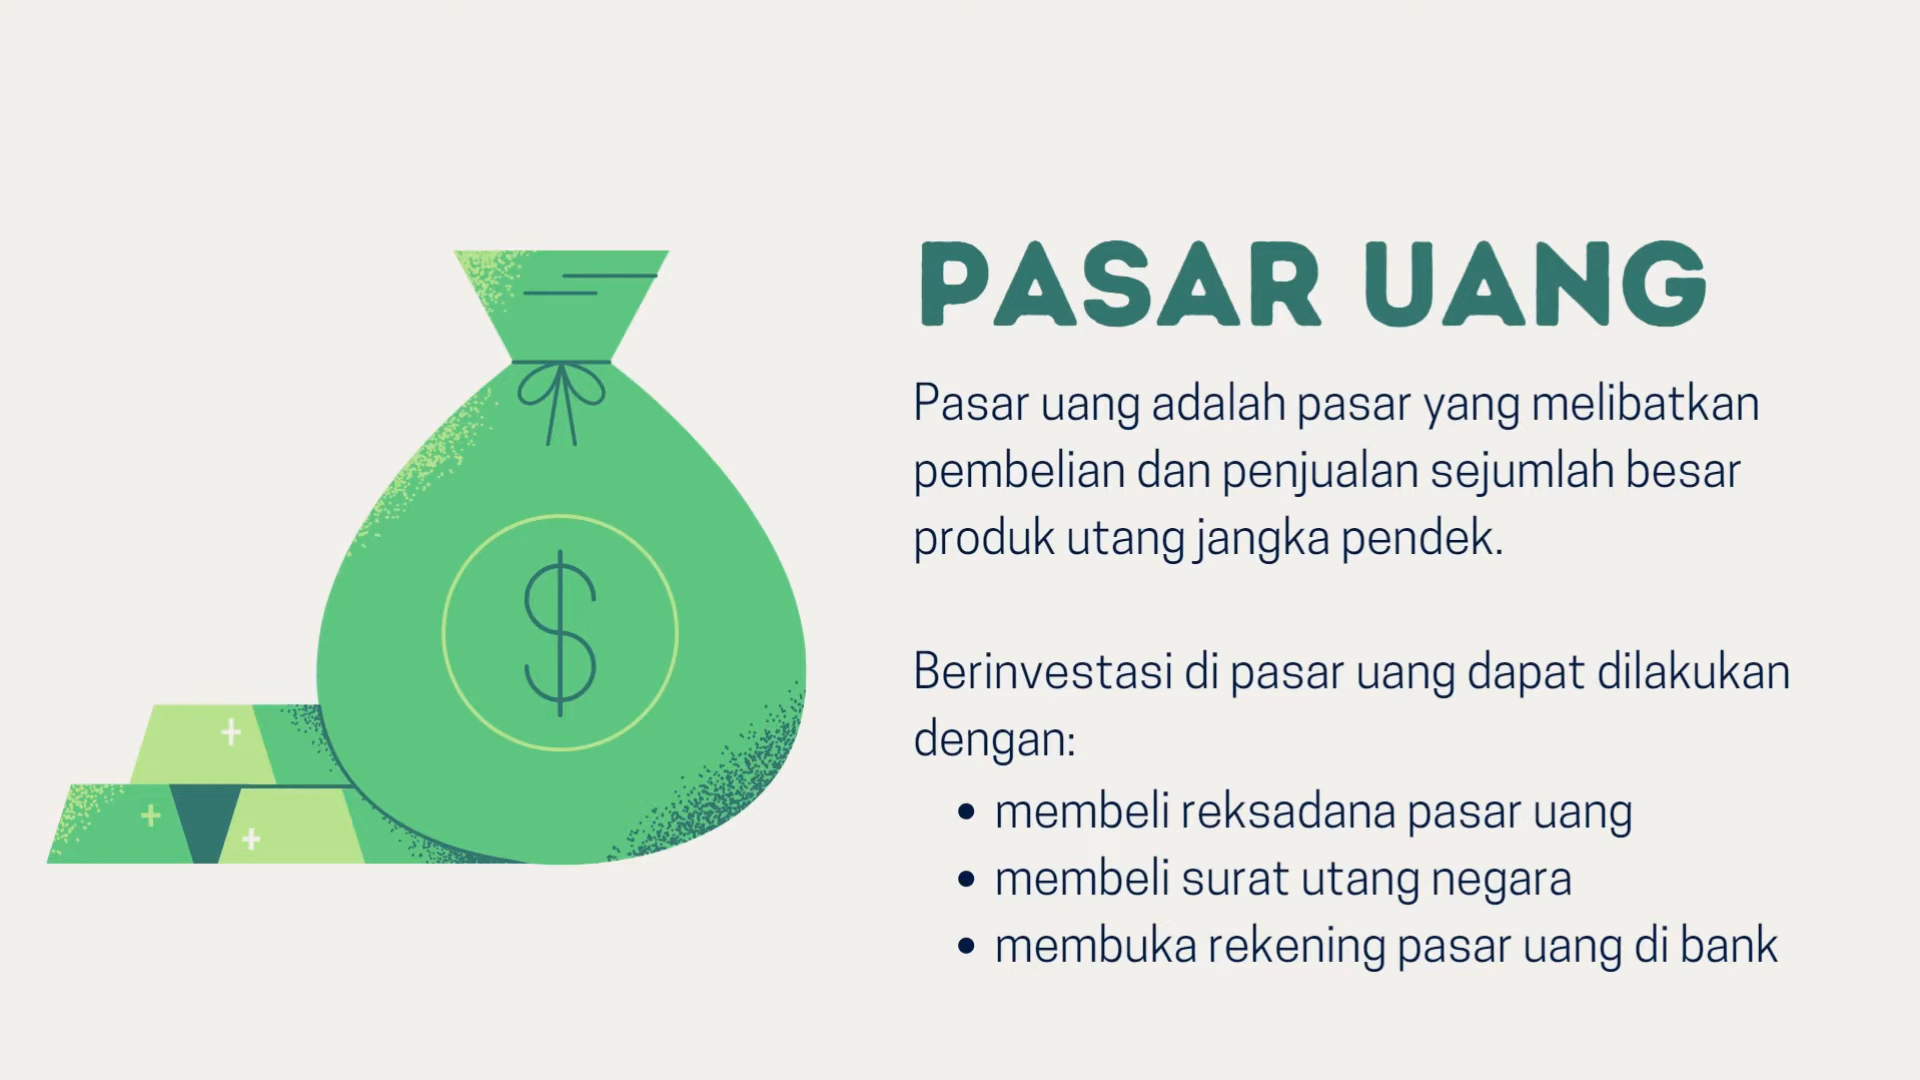 PASAR UANG
Pasar uang adalah pasar yang melibatkan
pembelian dan penjualan sejumlah besar
produk utang jangka pendek.
Berinvestasi di pasar uang dapat dilakukan
dengan:
• membeli reksadana pasar uang
• membeli surat utang negara
• membuka rekening pasar uang di bank
$